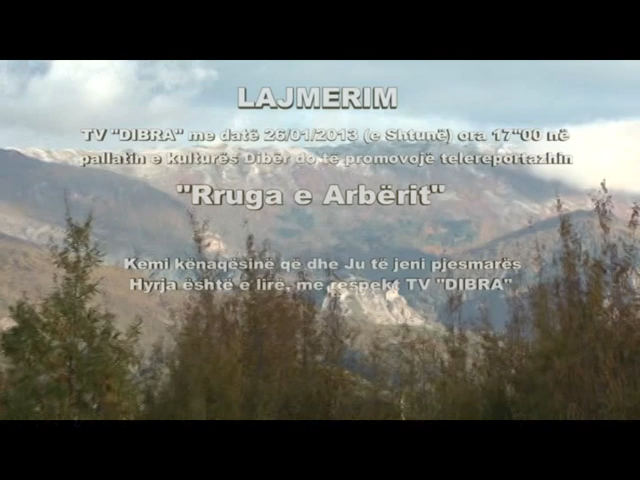 LAJMERIM
TV "DIBRA" me datë 26/01/2013 (e Shtunë) ora 17"00 në
pallatin e kulturës Dibër do të promovojë telereportazhin
"Rruga e Arbërit"
Kemi kënaqësinë që dhe Ju të jeni pjesmarës
Hyrja është e lirë, me respekt TV "DIBRA"